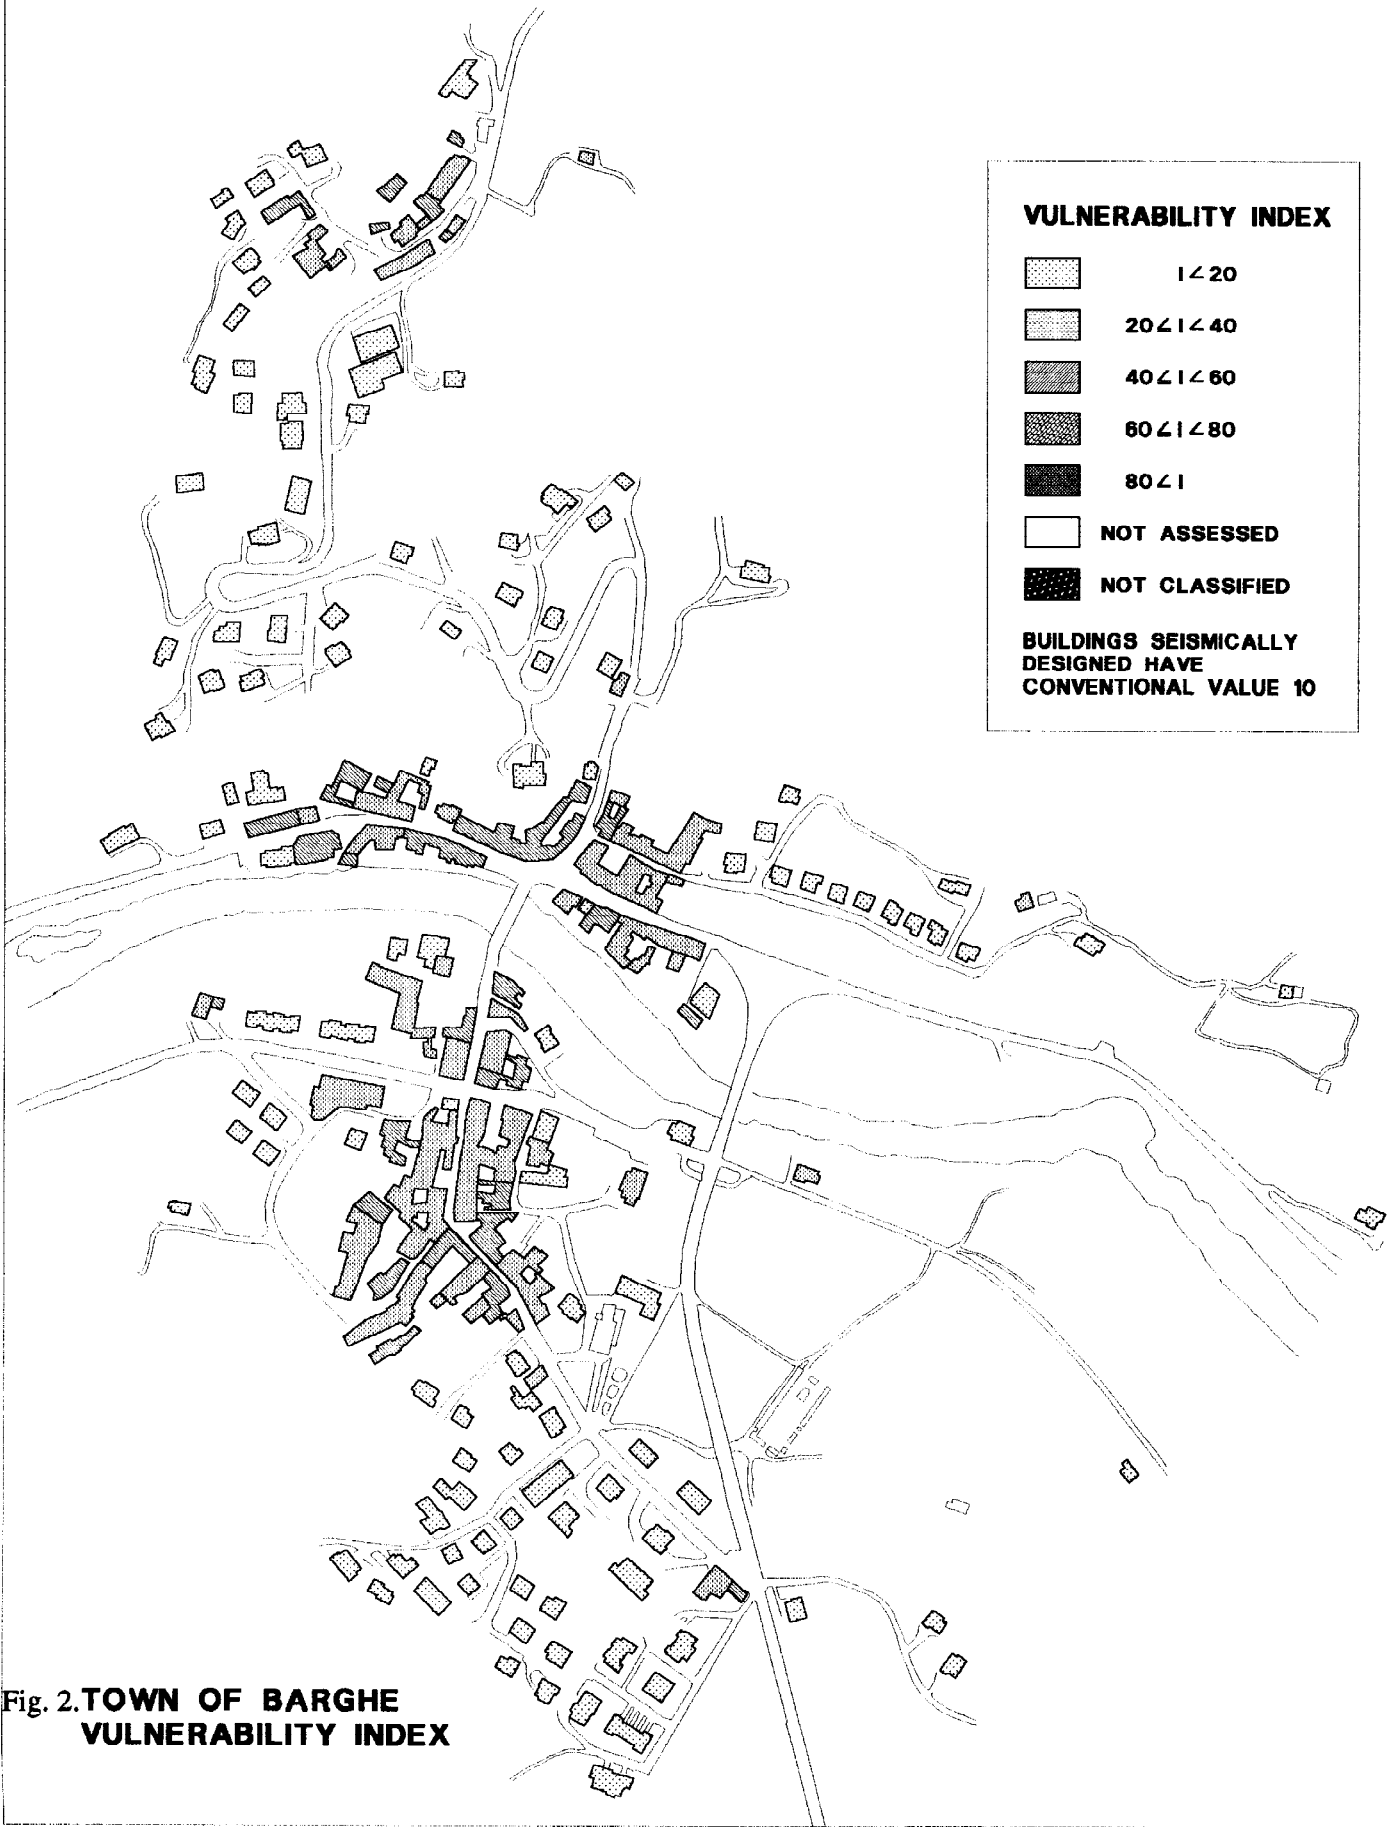 VULNERABILITY INDEX
I∠20
20∠I∠40
40∠I∠60
60∠I∠80
80∠I
NOT ASSESSED
NOT CLASSIFIED
BUILDINGS SEISMICALLY
DESIGNED HAVE
CONVENTIONAL VALUE 10
Fig. 2. TOWN OF BARGHE
VULNERABILITY INDEX